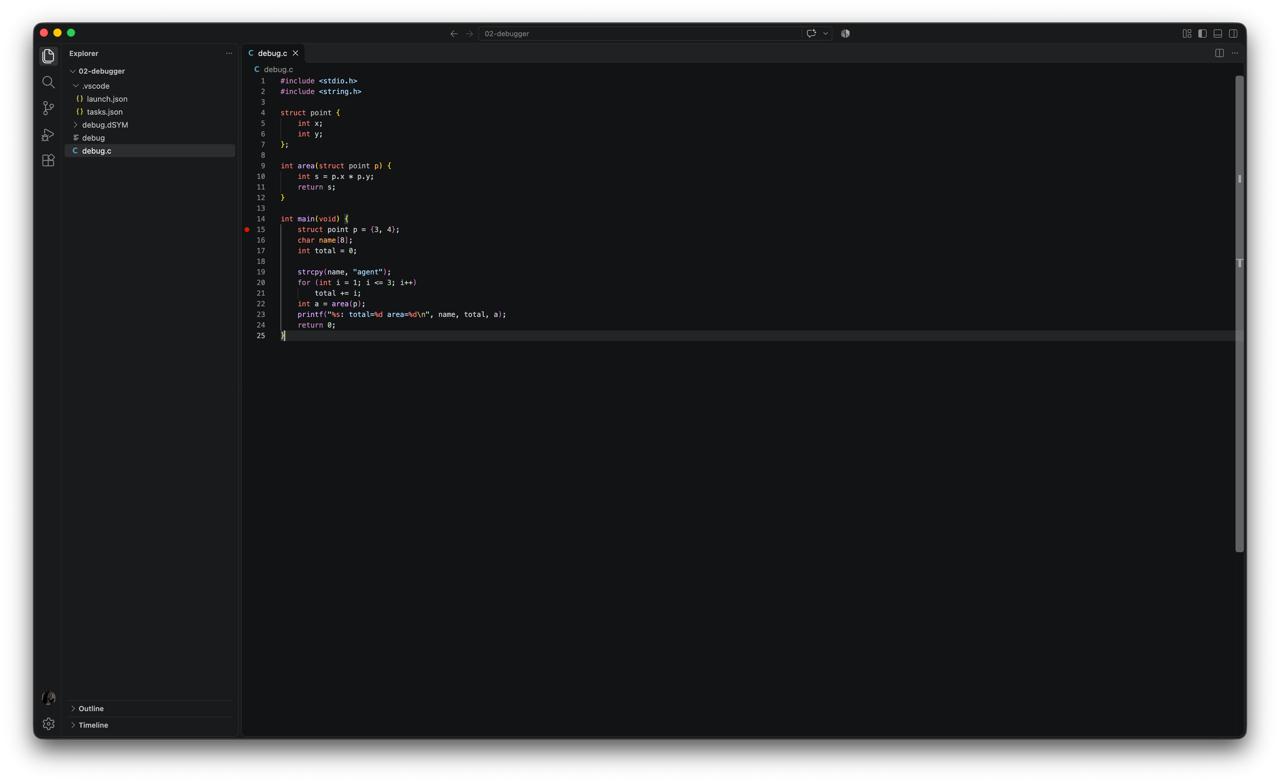 02-debugger
Explorer
02-debugger
.vscode
{} launch.json
{} tasks.json
debug.dSYM
debug
C debug.c
Outline
Timeline
C debug.c
C debug.c
1 #include <stdio.h>
2 #include <string.h>
3
4 struct point {
5     int x;
6     int y;
7 };
8
9 int area(struct point p) {
10     int s = p.x * p.y;
11     return s;
12 }
13
14 int main(void) {
15     struct point p = {3, 4};
16     char name[8];
17     int total = 0;
18
19     strcpy(name, "agent");
20     for (int i = 1; i <= 3; i++)
21         total += i;
22     int a = area(p);
23     printf("%s: total=%d area=%d\n", name, total, a);
24     return 0;
25 }